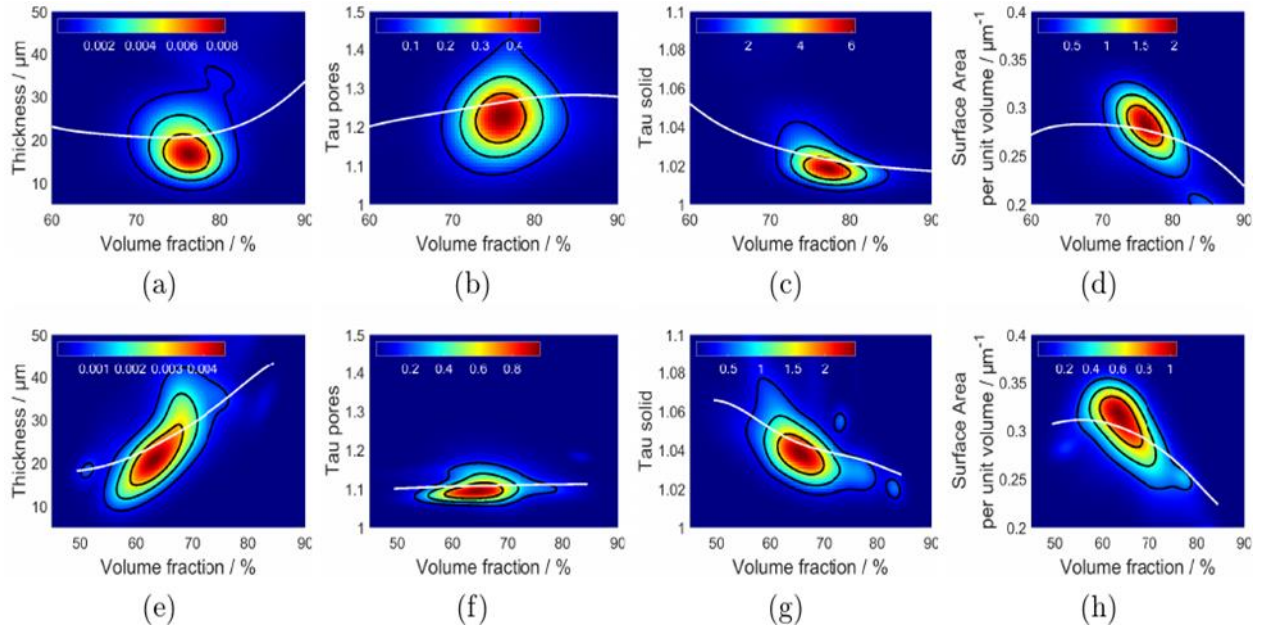 0.002 0.004 0.006 0.008
50
40
30
20
10
Thickness / µm
60 70 80 90
Volume fraction / %
(a)
0.1 0.2 0.3 0.4
1.5
1.4
1.3
1.2
1.1
1
Tau pores
60 70 80 90
Volume fraction / %
(b)
2 4 6
1.1
1.08
1.06
1.04
1.02
1
Tau solid
60 70 80 90
Volume fraction / %
(c)
0.5 1 1.5 2
0.4
0.35
0.3
0.25
0.2
Surface Area
per unit volume / µm⁻¹
60 70 80 90
Volume fraction / %
(d)
0.001 0.002 0.003 0.004
50
40
30
20
10
Thickness / µm
50 60 70 80 90
Volume fraction / %
(e)
0.2 0.4 0.6 0.8
1.5
1.4
1.3
1.2
1.1
1
Tau pores
50 60 70 80 90
Volume fraction / %
(f)
0.5 1 1.5 2
1.1
1.08
1.06
1.04
1.02
1
Tau solid
50 60 70 80 90
Volume fraction / %
(g)
0.2 0.4 0.6 0.8 1
0.4
0.35
0.3
0.25
0.2
Surface Area
per unit volume / µm⁻¹
50 60 70 80 90
Volume fraction / %
(h)